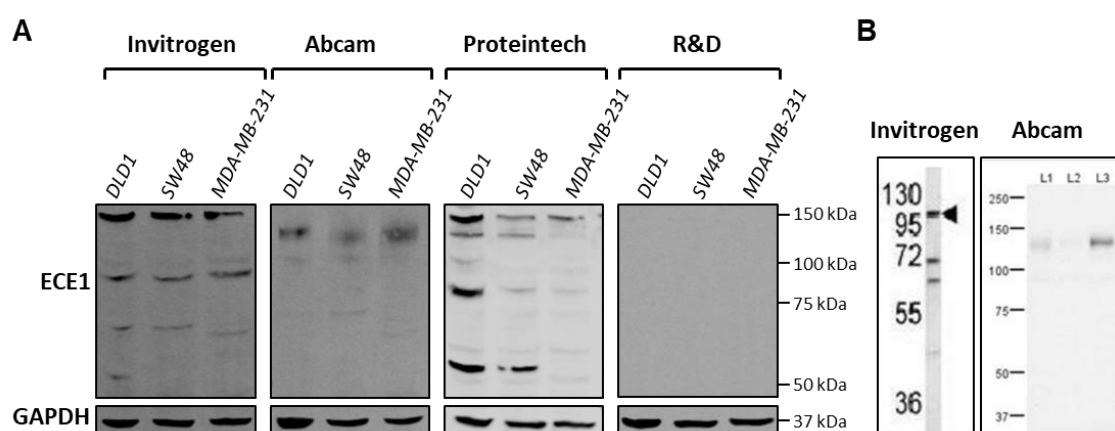 A
Invitrogen
Abcam
Proteintech
R&D
DLD1
SW48
MDA-MB-231
DLD1
SW48
MDA-MB-231
DLD1
SW48
MDA-MB-231
DLD1
SW48
MDA-MB-231
ECE1
150 kDa
100 kDa
75 kDa
50 kDa
GAPDH
37 kDa
B
Invitrogen
Abcam
130
95
72
55
36
L1 L2 L3
250
150
100
75
50
37